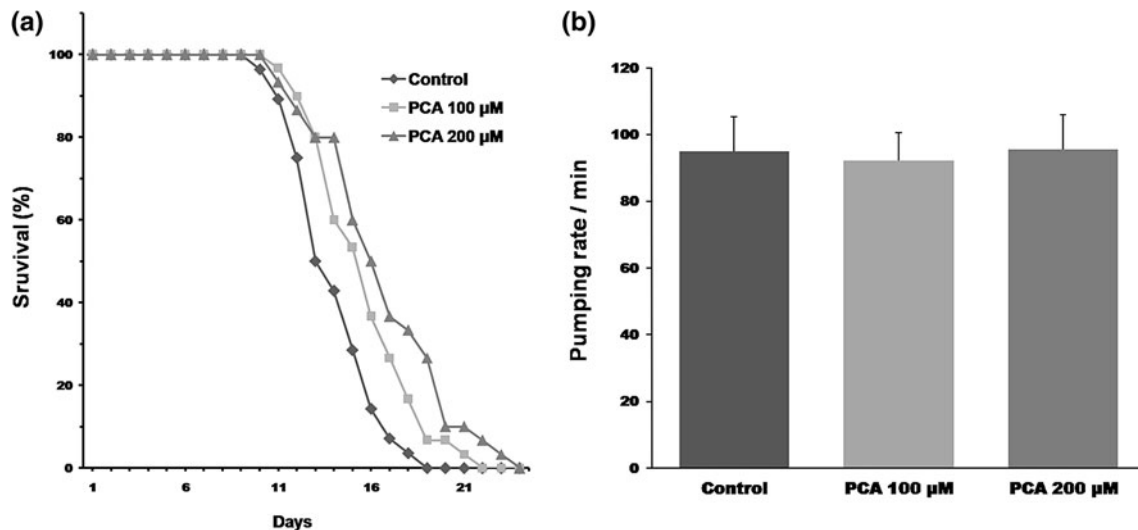 (a)
Sruvival (%)
100
80
60
40
20
0
1 6 11 16 21
Days
Control
PCA 100 µM
PCA 200 µM
(b)
Pumping rate / min
120
100
80
60
40
20
0
Control PCA 100 µM PCA 200 µM